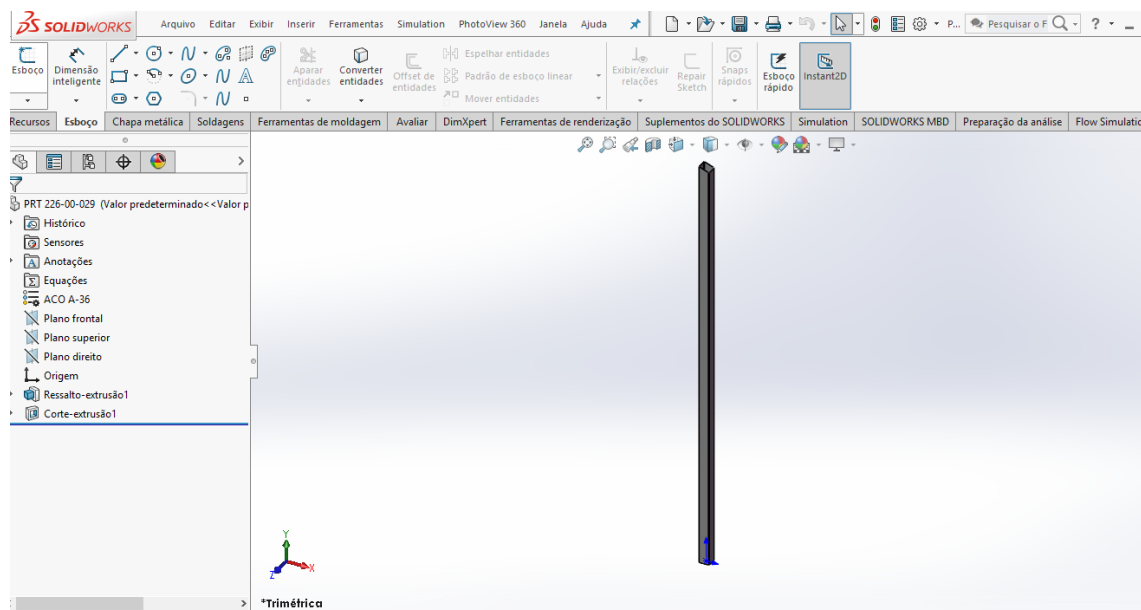 SOLIDWORKS Arquivo Editar Exibir Inserir Ferramentas Simulation PhotoView 360 Janela Ajuda P... Pesquisar o F ?
Esboço Dimensão inteligente Aparar entidades Converter entidades Offset de entidades Espelhar entidades Padrão de esboço linear Mover entidades Exibir/excluir relações Repair Sketch Snaps rápidos Esboço rápido Instant2D
Recursos Esboço Chapa metálica Soldagens Ferramentas de moldagem Avaliar DimXpert Ferramentas de renderização Suplementos do SOLIDWORKS Simulation SOLIDWORKS MBD Preparação da análise Flow Simulatio
PRT 226-00-029 (Valor predeterminado<<Valor p
Histórico
Sensores
Anotações
Equações
ACO A-36
Plano frontal
Plano superior
Plano direito
Origem
Ressalto-extrusão1
Corte-extrusão1
Y
X
Z
*Trimétrica